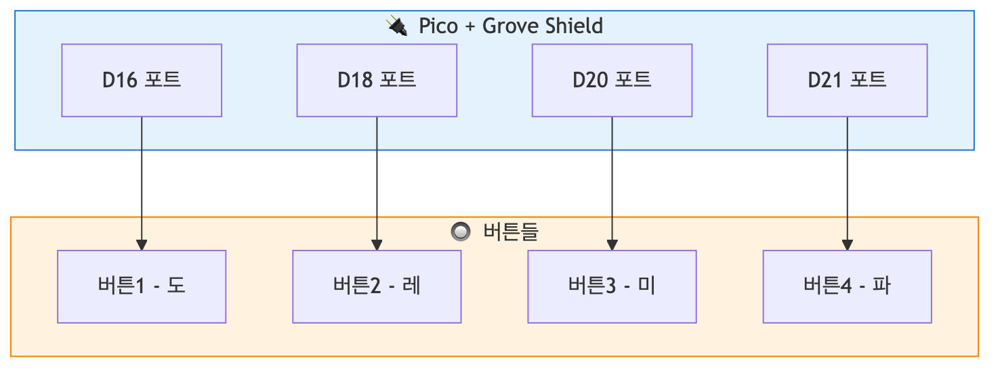 🔌 Pico + Grove Shield
D16 포트
D18 포트
D20 포트
D21 포트
🔘 버튼들
버튼1 - 도
버튼2 - 레
버튼3 - 미
버튼4 - 파